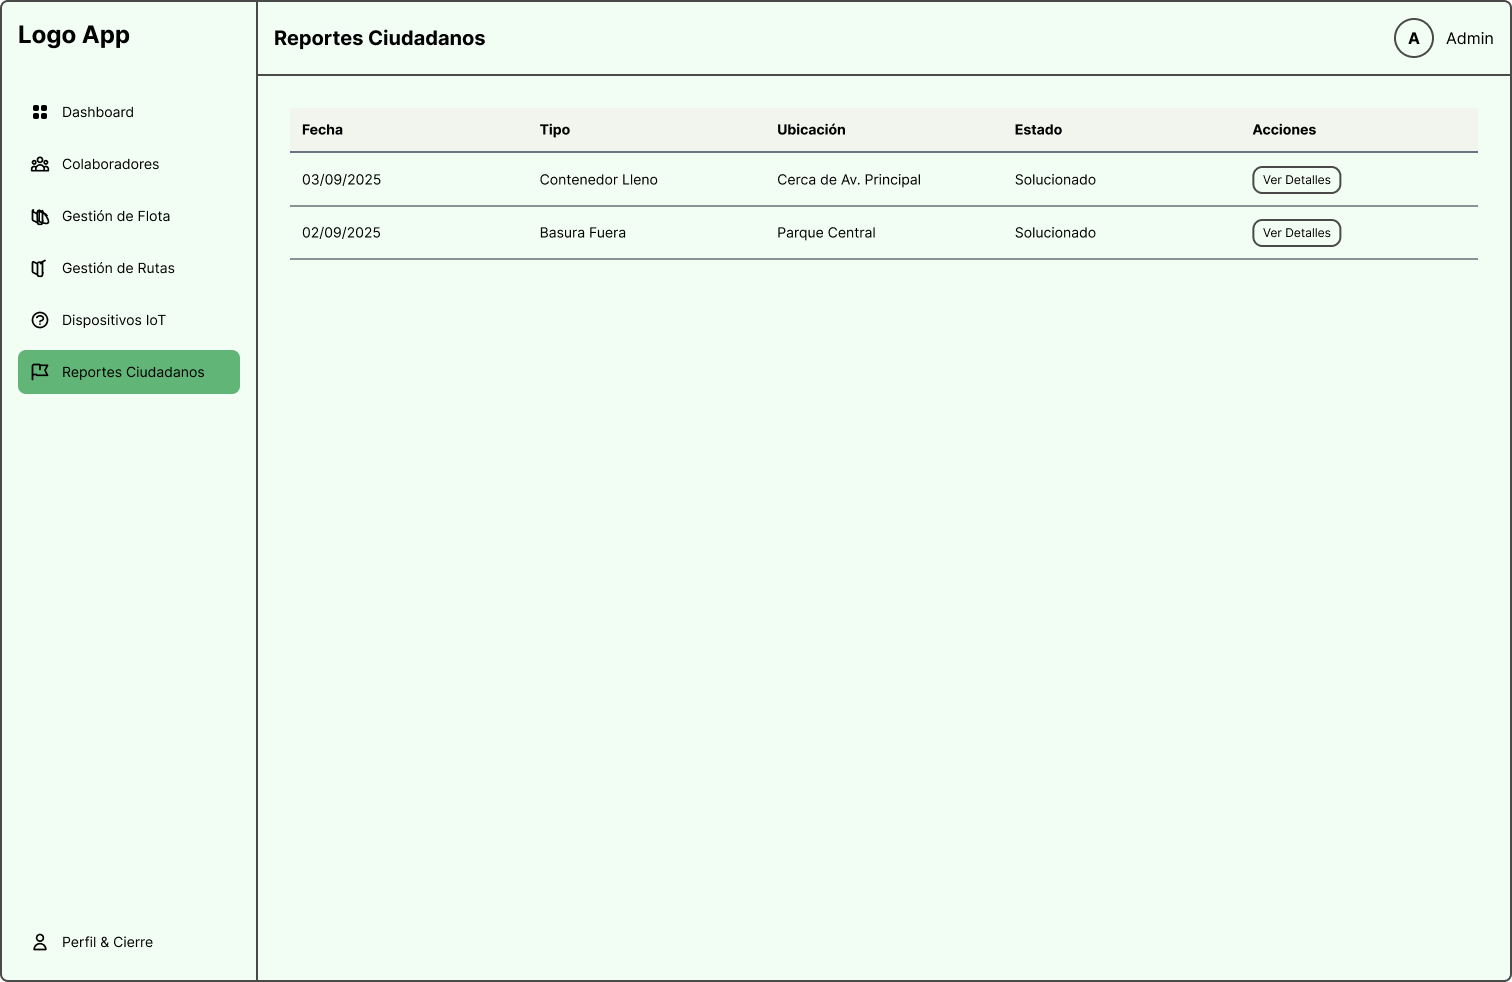 Logo App
Dashboard
Colaboradores
Gestión de Flota
Gestión de Rutas
Dispositivos IoT
Reportes Ciudadanos
Perfil & Cierre
Reportes Ciudadanos
A Admin
Fecha Tipo Ubicación Estado Acciones
03/09/2025 Contenedor Lleno Cerca de Av. Principal Solucionado Ver Detalles
02/09/2025 Basura Fuera Parque Central Solucionado Ver Detalles